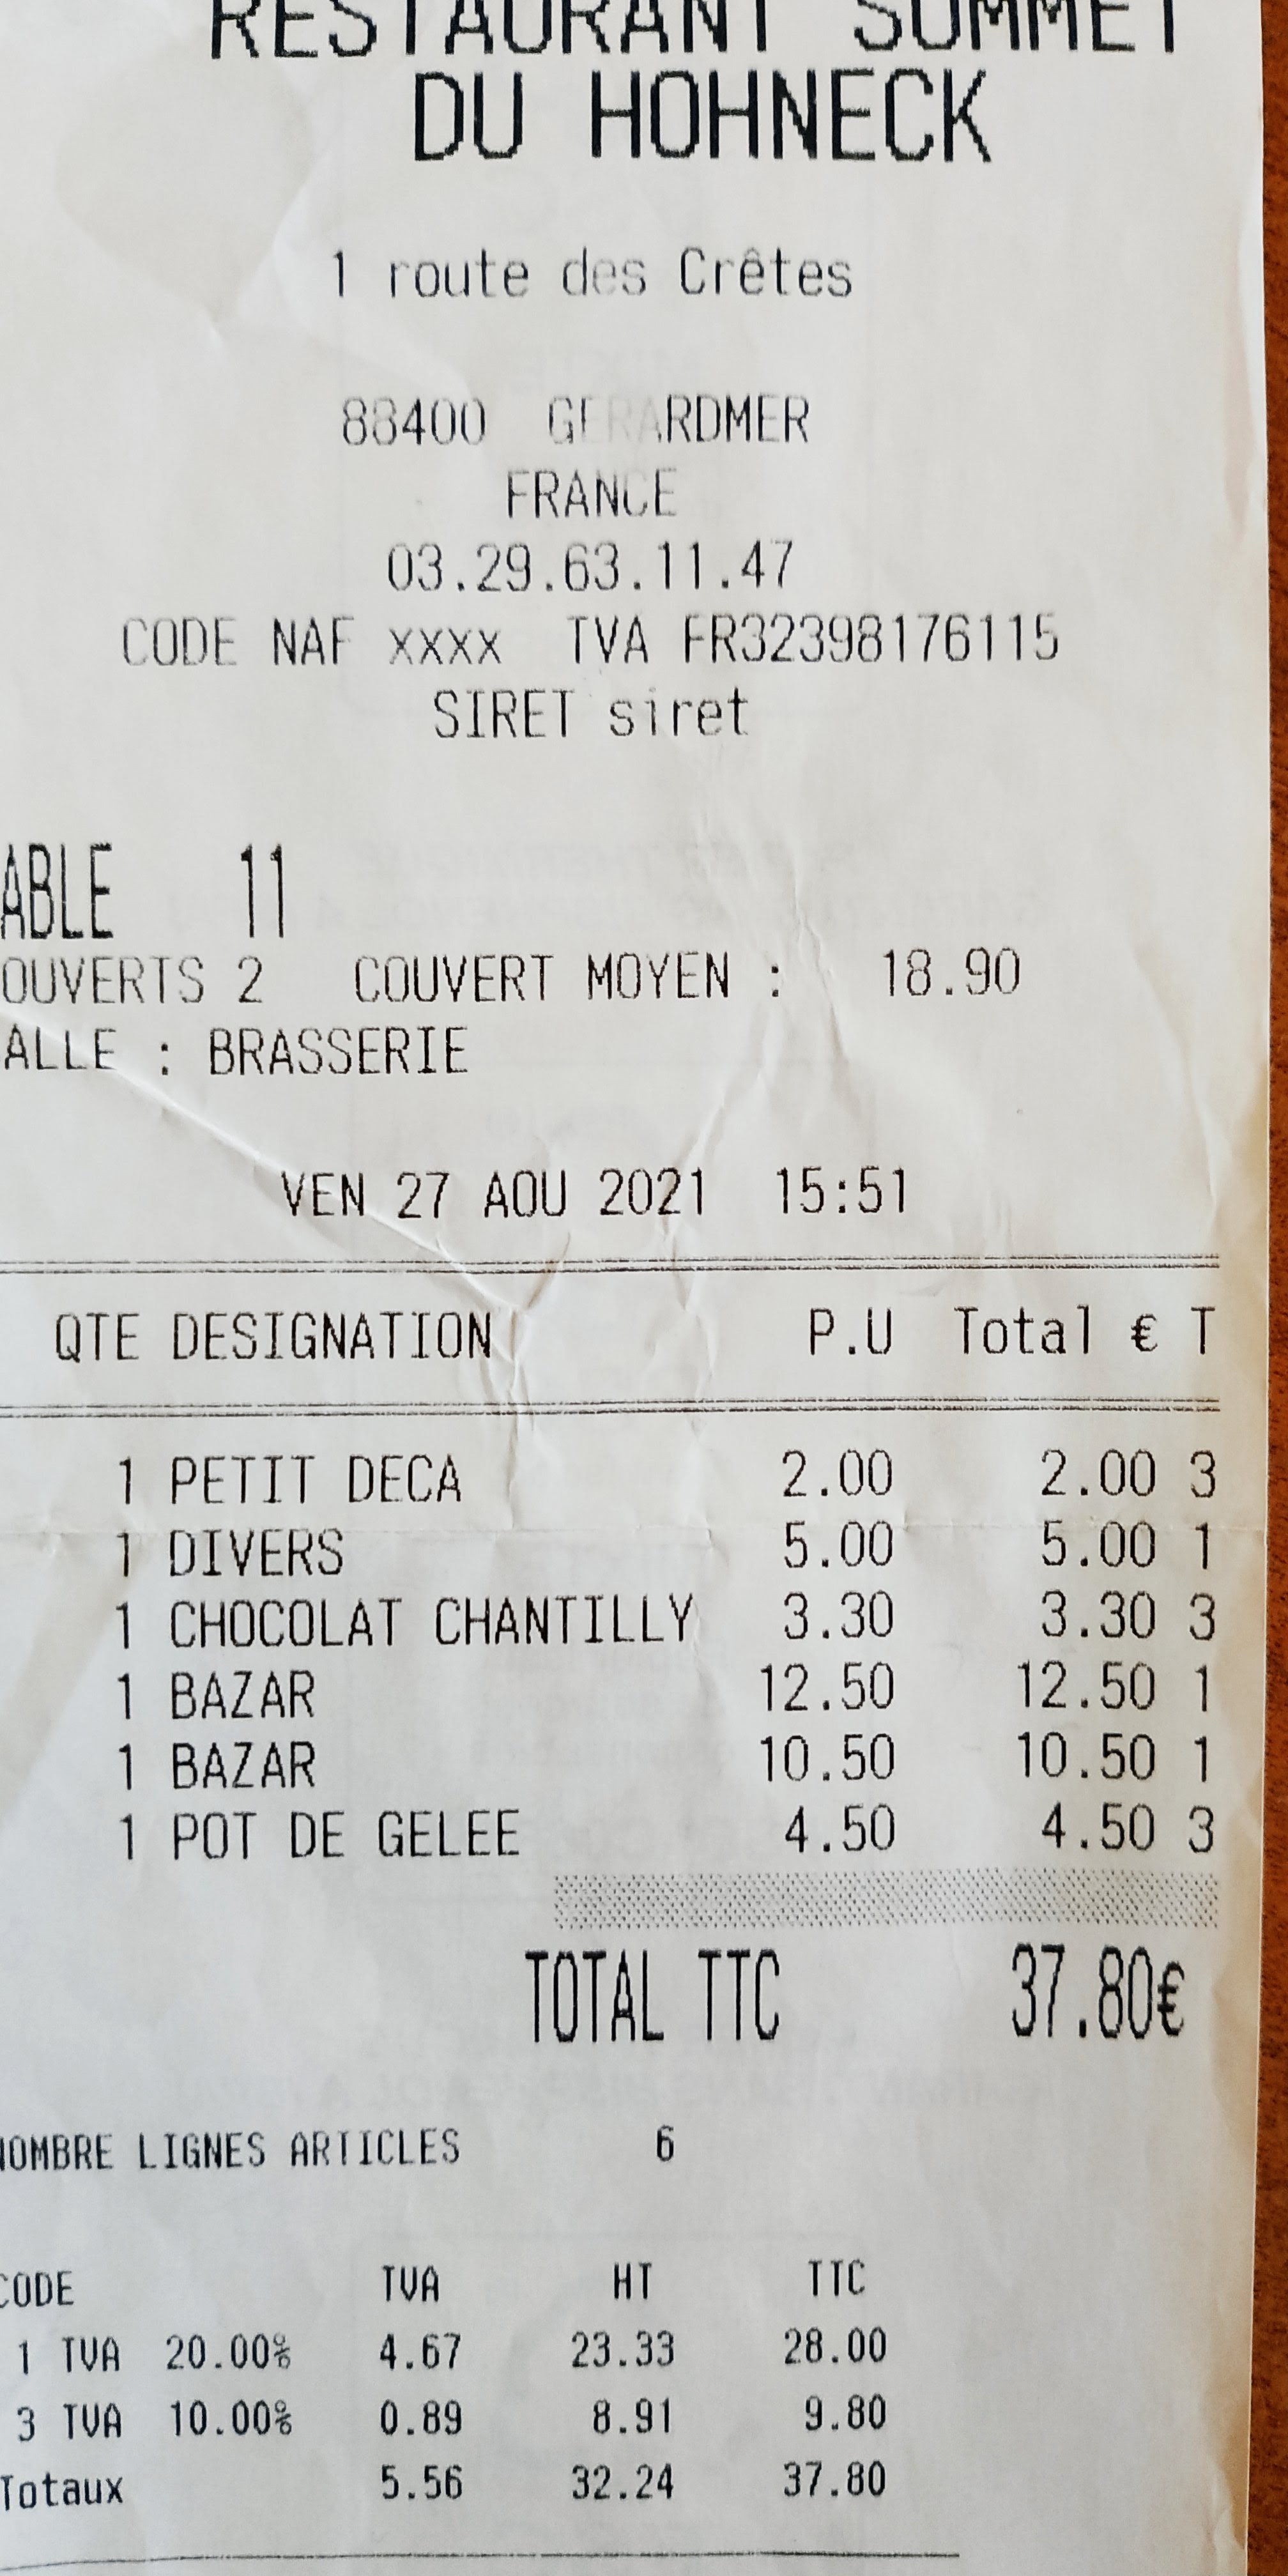 RESTAURANT SOMMET
DU HOHNECK
1 route des Crêtes
88400 GERARDMER
FRANCE
03.29.63.11.47
CODE NAF xxxx TVA FR32398176115
SIRET siret
ABLE 11
OUVERTS 2 COUVERT MOYEN : 18.90
ALLE : BRASSERIE
VEN 27 AOU 2021 15:51
QTE DESIGNATION P.U Total € T
1 PETIT DECA 2.00 2.00 3
1 DIVERS 5.00 5.00 1
1 CHOCOLAT CHANTILLY 3.30 3.30 3
1 BAZAR 12.50 12.50 1
1 BAZAR 10.50 10.50 1
1 POT DE GELEE 4.50 4.50 3
TOTAL TTC 37.80€
NOMBRE LIGNES ARTICLES 6
CODE TVA HT TTC
1 TVA 20.00% 4.67 23.33 28.00
3 TVA 10.00% 0.89 8.91 9.80
Totaux 5.56 32.24 37.80